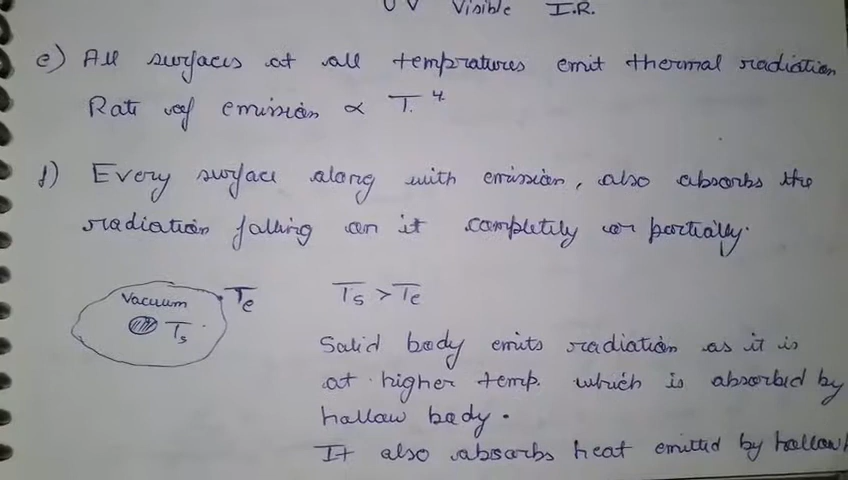 UV Visible I.R.
e) All surfaces at all tempratures emit thermal radiation
Rate of emission ∝ T.⁴
f) Every surface along with emission, also absorbs the
radiation falling on it completely or partially.
Vacuum
Te
Ts
Ts > Te
Solid body emits radiation as it is
at higher temp. which is absorbed by
hallow body.
It also absorbs heat emitted by hallow